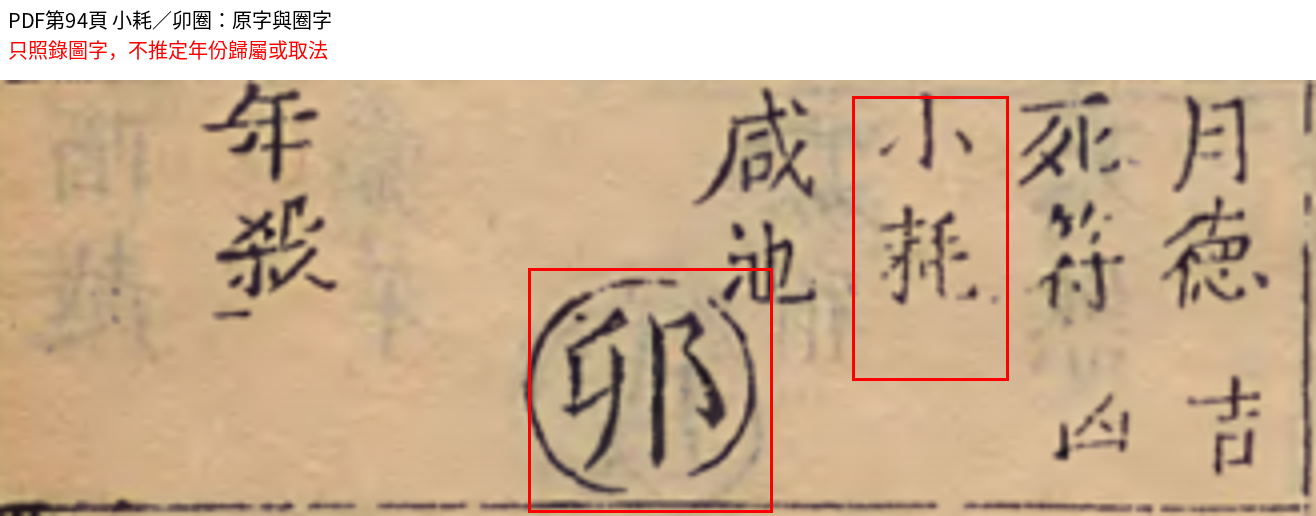 PDF第94頁 小耗／卯圈：原字與圈字
只照錄圖字，不推定年份歸屬或取法
月德 吉
死符 凶
小耗
咸池
卯
年殺一